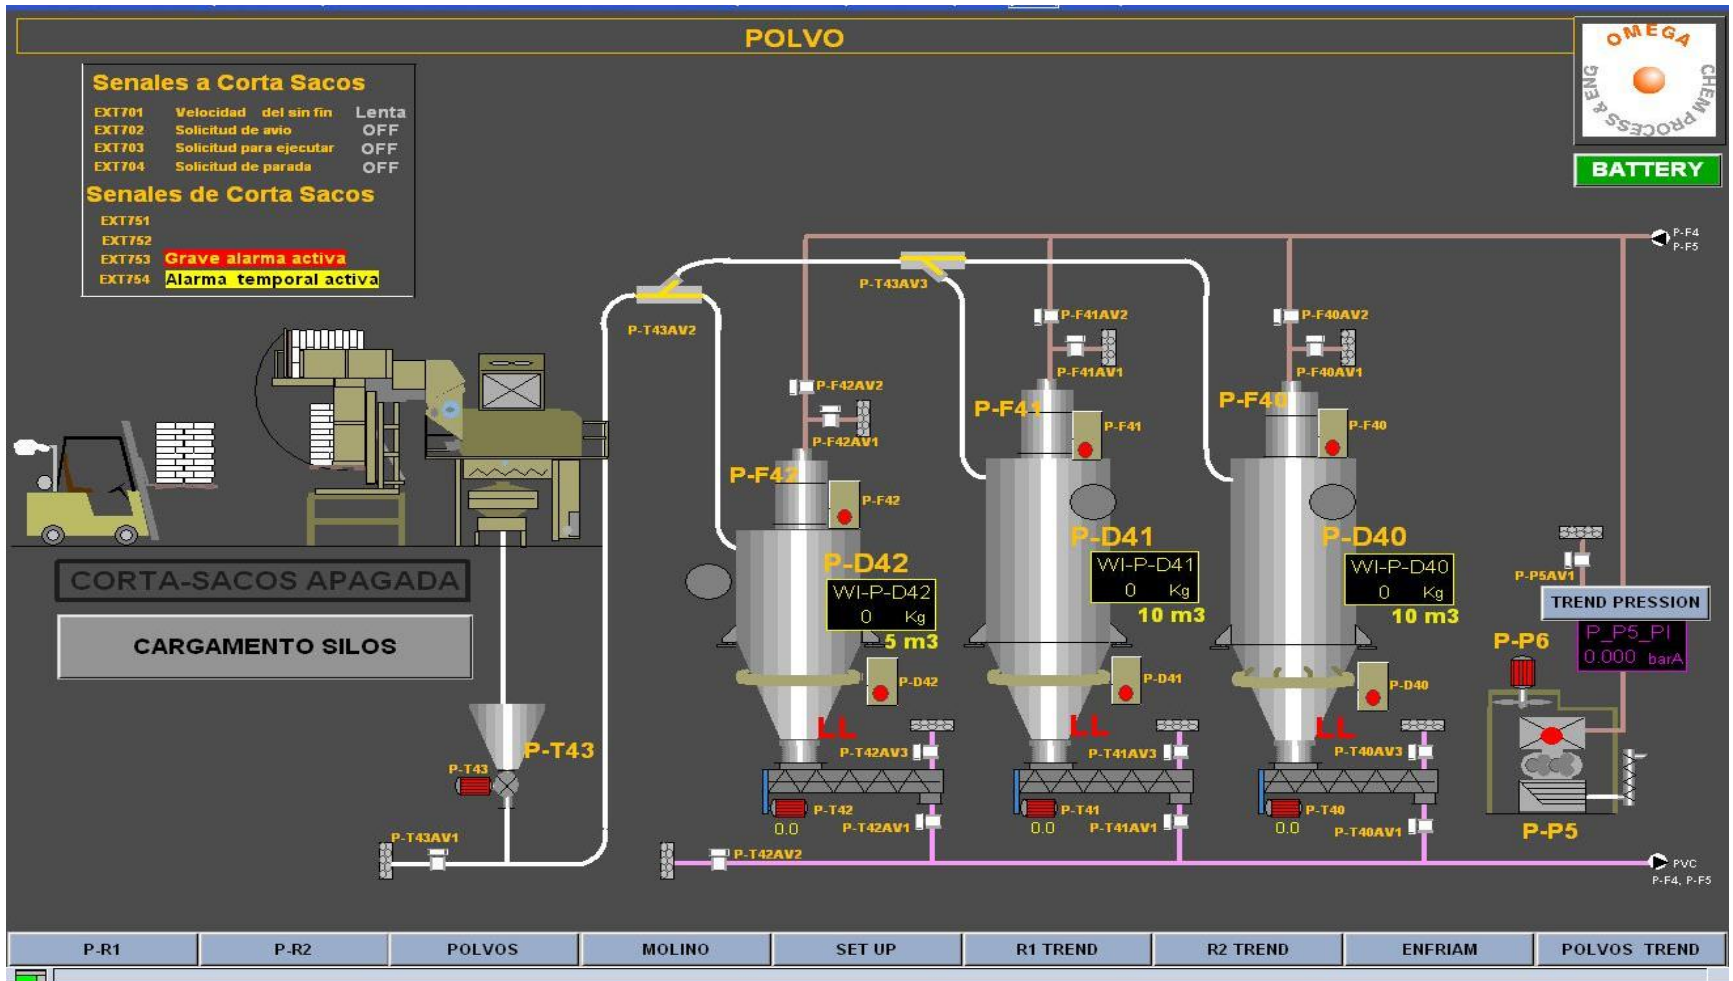 POLVO
OMEGA
CHEM PROCESS & ENG
BATTERY
Senales a Corta Sacos
EXT701 Velocidad del sin fin Lenta
EXT702 Solicitud de avio OFF
EXT703 Solicitud para ejecutar OFF
EXT704 Solicitud de parada OFF
Senales de Corta Sacos
EXT751
EXT752
EXT753 Grave alarma activa
EXT754 Alarma temporal activa
P-F4
P-F5
P-T43AV3
P-T43AV2
P-F41AV2
P-F40AV2
P-F41AV1
P-F40AV1
P-F42AV2
P-F42AV1
P-F41
P-F41
P-F40
P-F40
P-F42
P-F42
P-D42
WI-P-D42
0 Kg
5 m3
P-D41
WI-P-D41
0 Kg
10 m3
P-D40
WI-P-D40
0 Kg
10 m3
P-P5AV1
TREND PRESSION
P_P5_PI
0.000 barA
P-P6
CORTA-SACOS APAGADA
CARGAMENTO SILOS
P-D42
P-D41
P-D40
LL
LL
LL
P-T43
P-T43
P-T42AV3
P-T41AV3
P-T40AV3
P-T42
0.0
P-T42AV1
P-T41
0.0
P-T41AV1
P-T40
0.0
P-T40AV1
P-P5
P-T43AV1
P-T42AV2
PVC
P-F4, P-F5
P-R1
P-R2
POLVOS
MOLINO
SET UP
R1 TREND
R2 TREND
ENFRIAM
POLVOS TREND